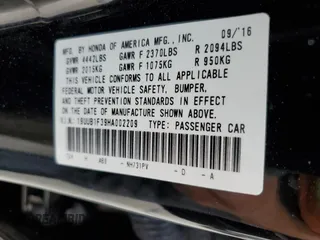 MFD. BY HONDA OF AMERICA MFG., INC. 09/'16
GVWR 4442LBS GAWR F 2370LBS R 2094LBS
GVWR 2015KG GAWR F 1075KG R 950KG
THIS VEHICLE CONFORMS TO ALL APPLICABLE
FEDERAL MOTOR VEHICLE SAFETY, BUMPER,
AND THEFT PREVENTION STANDARDS IN EFFECT
ON THE DATE OF MANUFACTURE SHOWN ABOVE.
V.I.N.: 19UUB1F39HA002209 TYPE: PASSENGER CAR
NH731PV - D - A